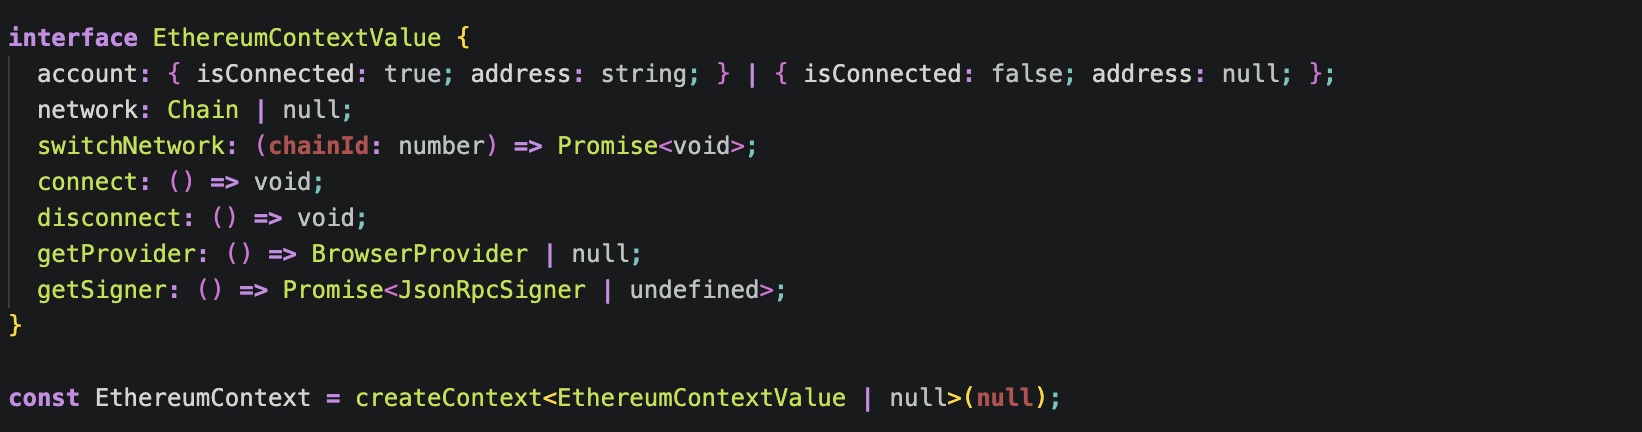 interface EthereumContextValue {
  account: { isConnected: true; address: string; } | { isConnected: false; address: null; };
  network: Chain | null;
  switchNetwork: (chainId: number) => Promise<void>;
  connect: () => void;
  disconnect: () => void;
  getProvider: () => BrowserProvider | null;
  getSigner: () => Promise<JsonRpcSigner | undefined>;
}
const EthereumContext = createContext<EthereumContextValue | null>(null);